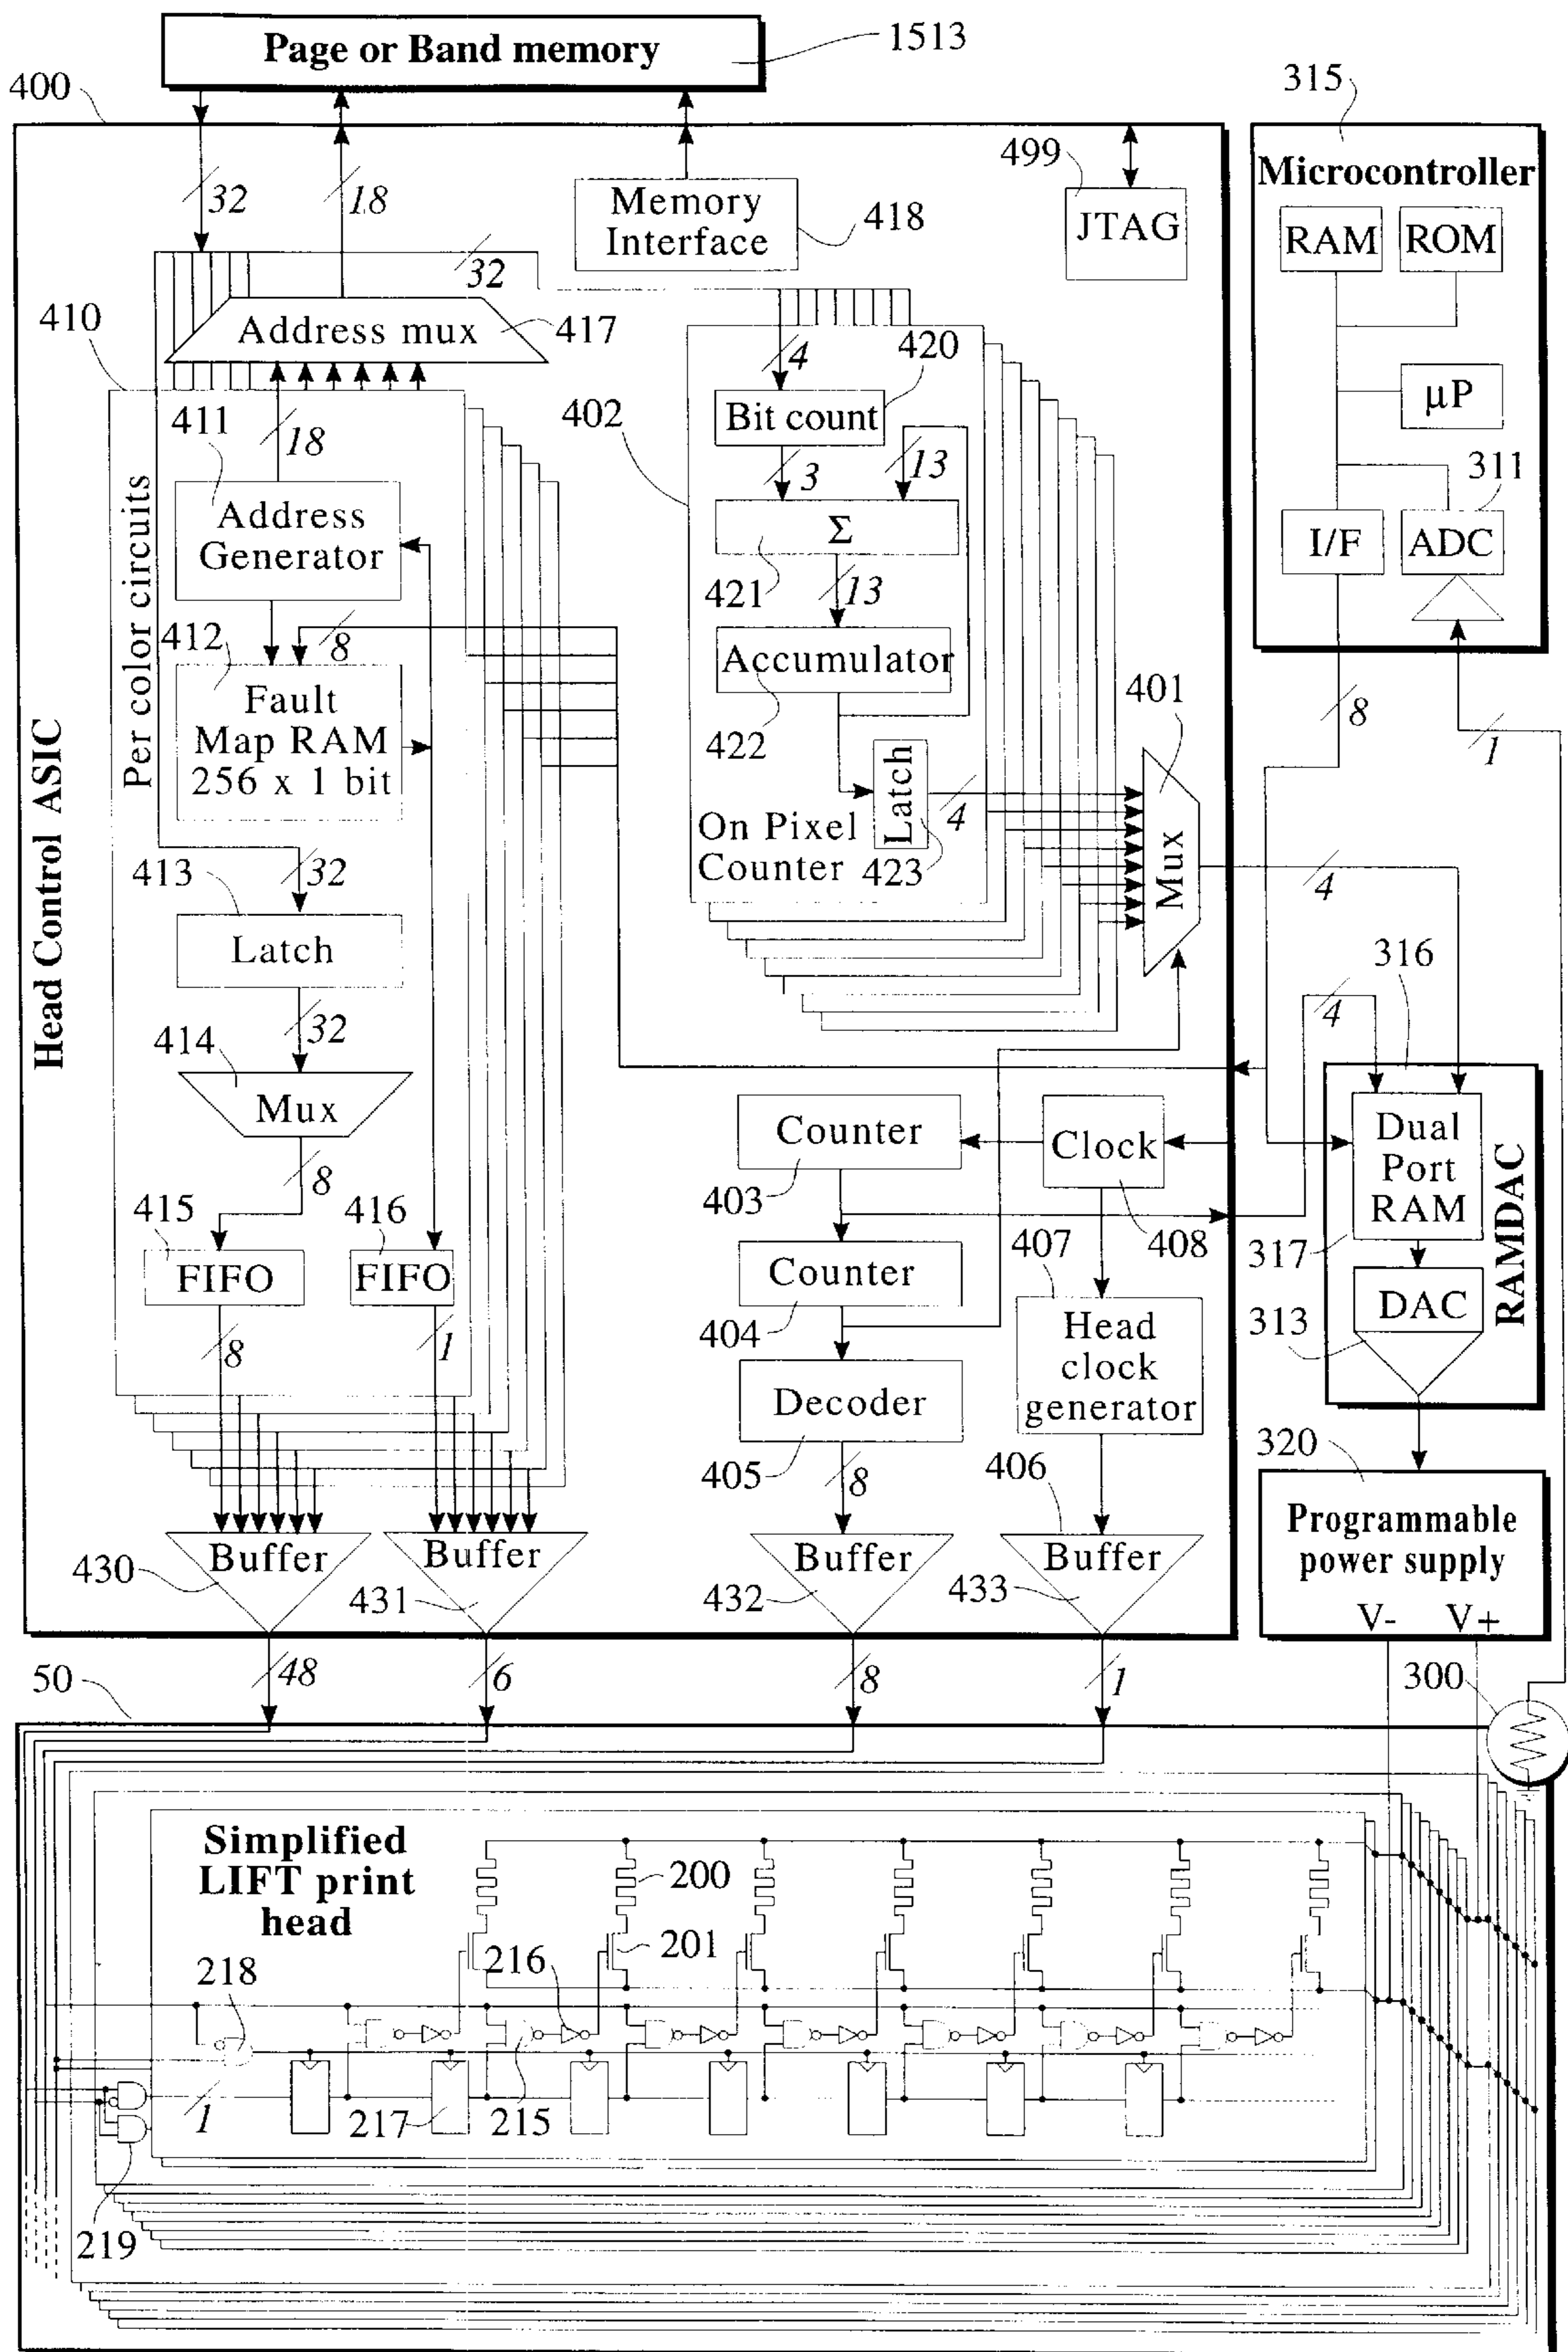 Page or Band memory
1513
400
315
32
18
499
JTAG
Memory
Interface
418
Microcontroller
RAM
ROM
µP
311
I/F
ADC
8
1
32
410
Address mux
417
4
420
411
18
402
Bit count
3
13
Per color circuits
Address
Generator
Σ
421
13
412
8
Fault
Map RAM
256 x 1 bit
Accumulator
422
401
Latch
4
On Pixel
Counter
423
Mux
4
Head Control ASIC
413
32
Latch
32
414
Mux
8
316
4
Counter
Clock
403
408
Dual
Port
RAM
317
RAMDAC
DAC
313
415
416
FIFO
FIFO
8
1
Counter
404
407
Head
clock
generator
Decoder
405
8
406
320
Programmable
power supply
V-
V+
Buffer
430
Buffer
431
Buffer
432
Buffer
433
50
48
6
8
1
300
Simplified
LIFT print
head
200
201
216
218
1
217
215
219